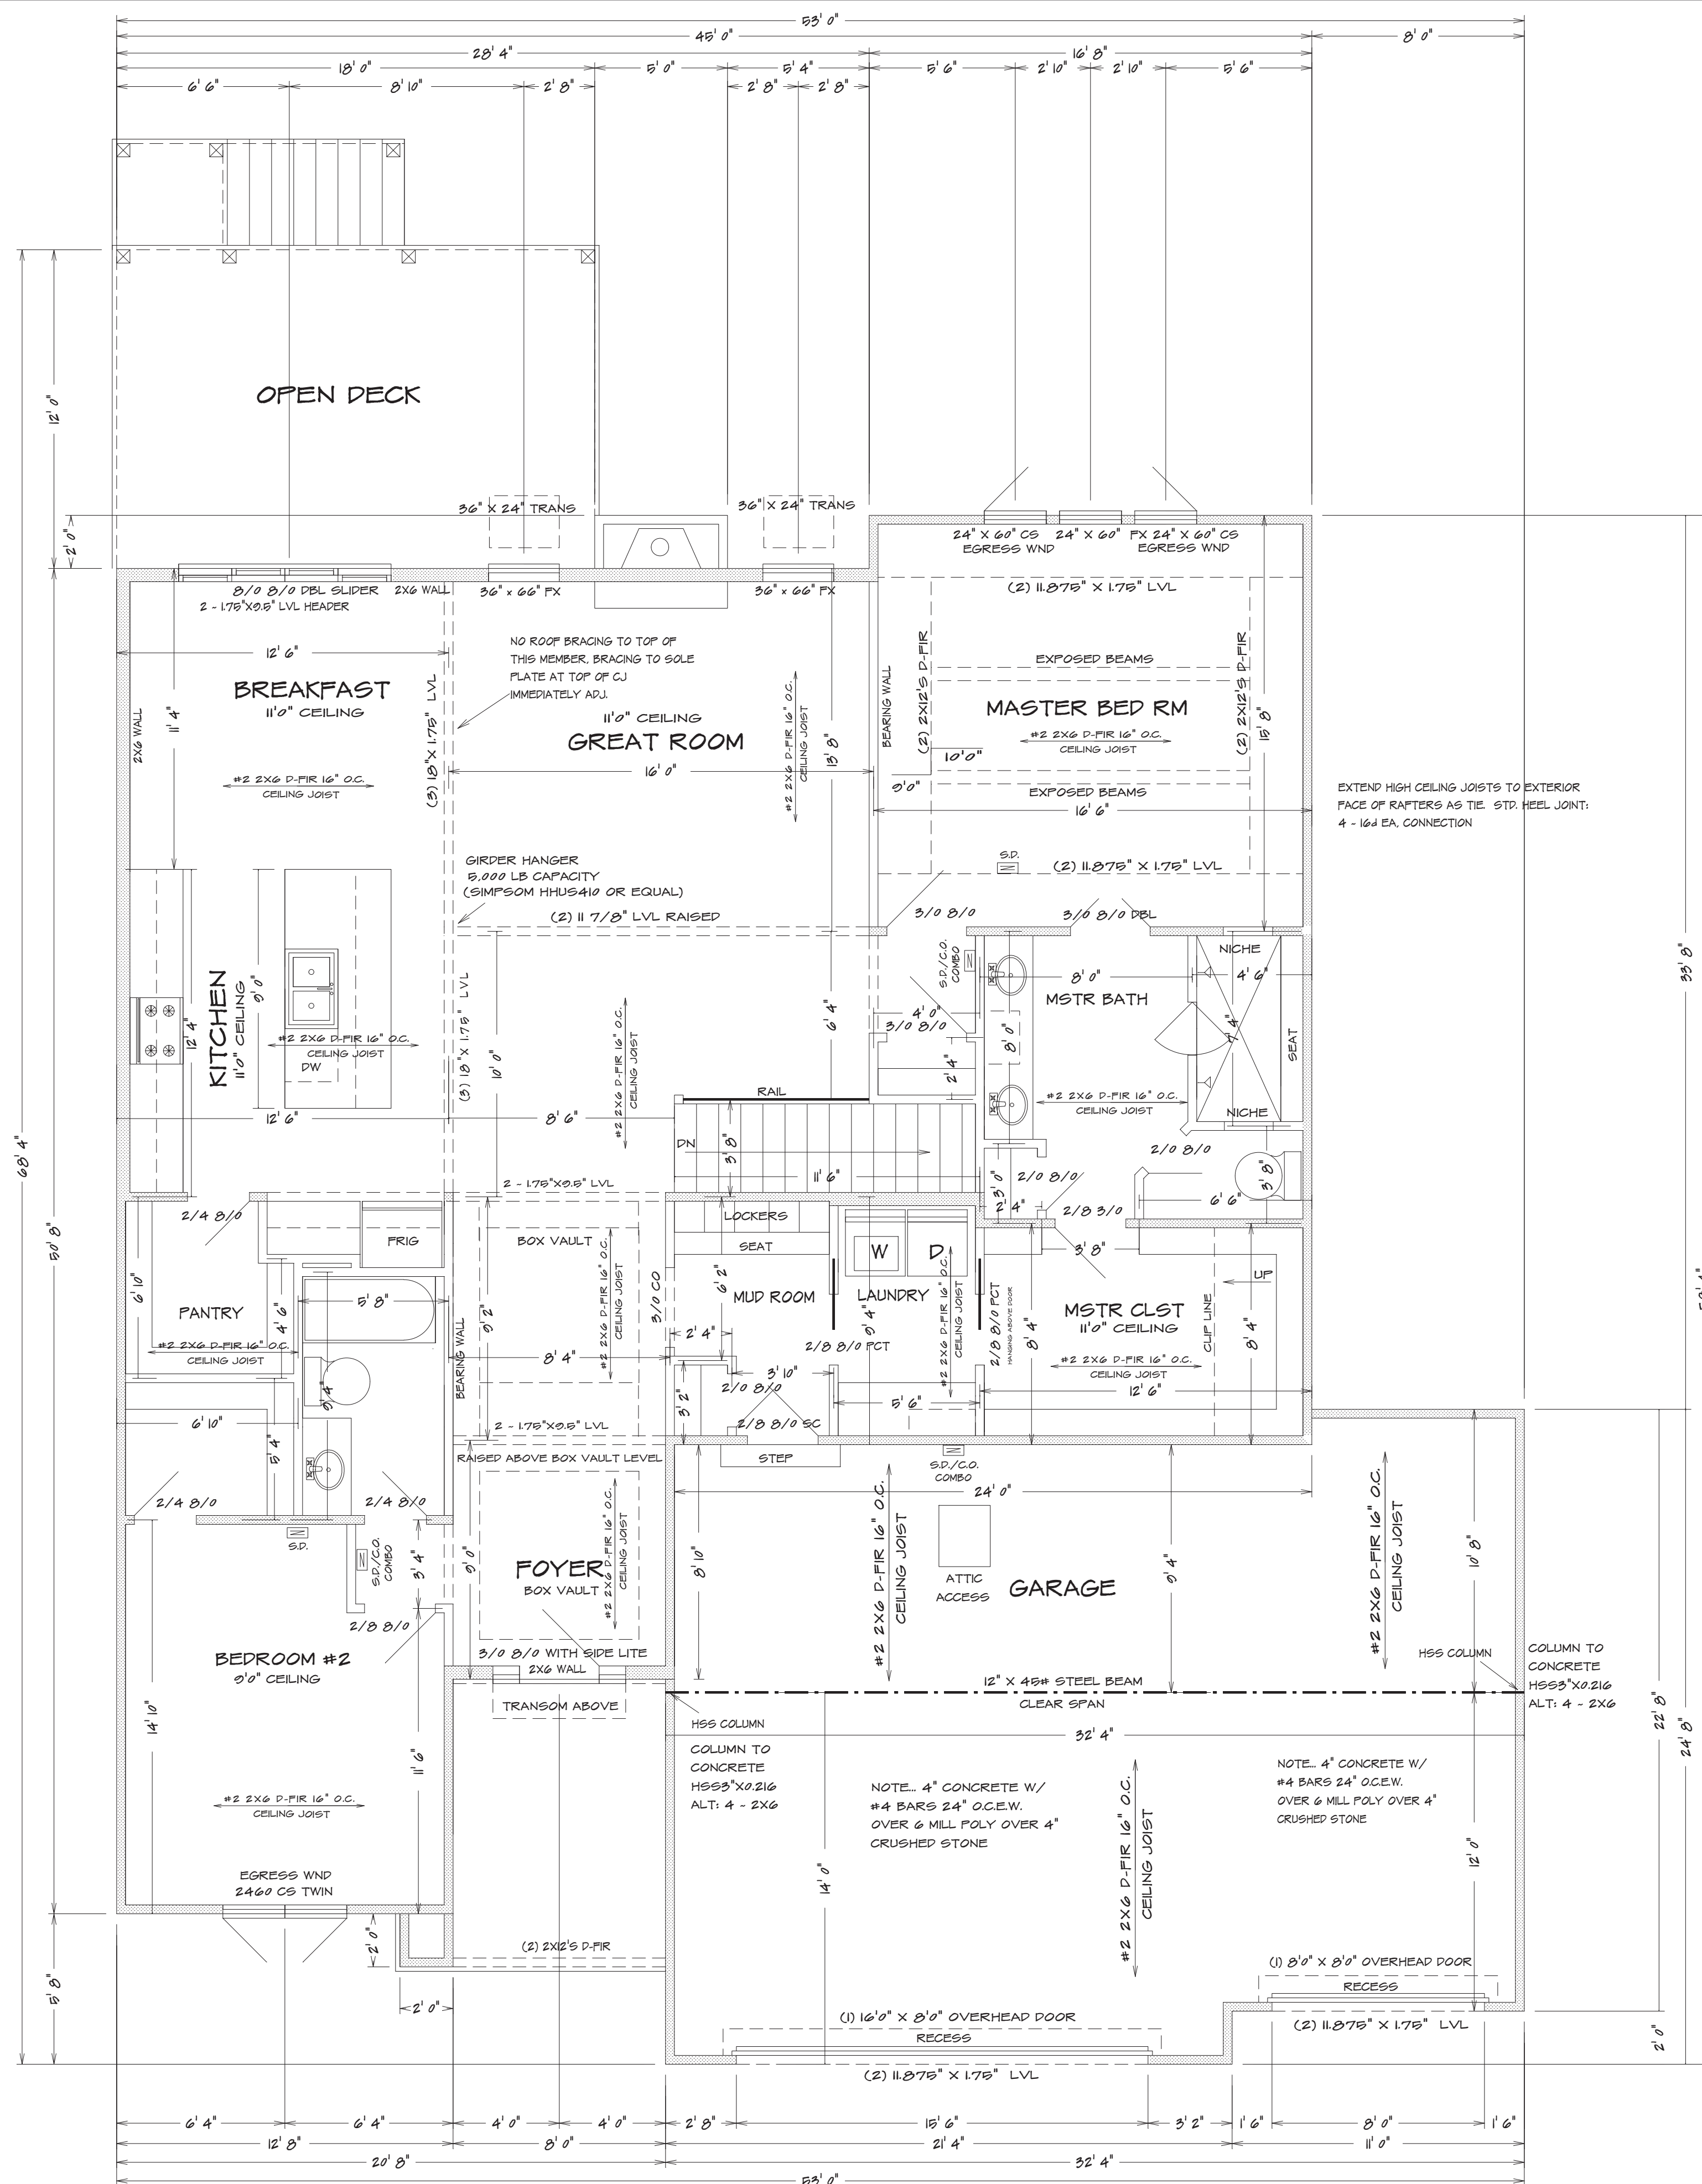 53' 0"
45' 0"
8' 0"
28' 4"
16' 8"
18' 0"
5' 0"
5' 4"
5' 6"
2' 10"
2' 10"
5' 6"
6' 6"
8' 10"
2' 8"
2' 8"
2' 8"
OPEN DECK
12' 0"
2' 0"
36" X 24" TRANS
36" X 24" TRANS
24" X 60" CS
EGRESS WND
24" X 60" FX
24" X 60" CS
EGRESS WND
8/0 8/0 DBL SLIDER
2X6 WALL
2 - 1.75"X9.5" LVL HEADER
36" x 66" FX
36" x 66" FX
(2) 11.875" X 1.75" LVL
12' 6"
NO ROOF BRACING TO TOP OF
THIS MEMBER, BRACING TO SOLE
PLATE AT TOP OF CJ
IMMEDIATELY ADJ.
BREAKFAST
11'0" CEILING
2X6 WALL
11' 4"
(3) 18"X 1.75" LVL
#2 2X6 D-FIR 16" O.C.
CEILING JOIST
11'0" CEILING
GREAT ROOM
16' 0"
#2 2X6 D-FIR 16" O.C.
CEILING JOIST
13' 8"
BEARING WALL
(2) 2X12'S D-FIR
EXPOSED BEAMS
MASTER BED RM
#2 2X6 D-FIR 16" O.C.
CEILING JOIST
(2) 2X12'S D-FIR
15' 8"
10'0"
9'0"
EXPOSED BEAMS
16' 6"
EXTEND HIGH CEILING JOISTS TO EXTERIOR
FACE OF RAFTERS AS TIE. STD. HEEL JOINT:
4 - 16d EA. CONNECTION
S.D.
(2) 11.875" X 1.75" LVL
GIRDER HANGER
5,000 LB CAPACITY
(SIMPSOM HHUS410 OR EQUAL)
(2) 11 7/8" LVL RAISED
3/0 8/0
3/0 8/0 DBL
KITCHEN
11'0" CEILING
9' 0"
12' 4"
#2 2X6 D-FIR 16" O.C.
CEILING JOIST
DW
(3) 18"X 1.75" LVL
10' 0"
#2 2X6 D-FIR 16" O.C.
CEILING JOIST
6' 4"
S.D./C.O.
COMBO
4' 0"
3/0 8/0
2' 4"
8' 0"
8' 0"
MSTR BATH
NICHE
4' 6"
SEAT
NICHE
#2 2X6 D-FIR 16" O.C.
CEILING JOIST
33' 8"
12' 6"
8' 6"
RAIL
DN
3' 8"
11' 6"
2/0 8/0
2/0 8/0
3' 0"
2' 4"
2/8 3/0
3' 8"
6' 6"
68' 4"
50' 8"
2 - 1.75"X9.5" LVL
2/4 8/0
FRIG
BOX VAULT
LOCKERS
SEAT
W
D
3' 8"
UP
6' 10"
PANTRY
4' 6"
5' 8"
#2 2X6 D-FIR 16" O.C.
CEILING JOIST
9' 2"
BEARING WALL
#2 2X6 D-FIR 16" O.C.
CEILING JOIST
3/0 CO
6' 2"
MUD ROOM
LAUNDRY
9' 4"
#2 2X6 D-FIR 16" O.C.
CEILING JOIST
2/8 8/0 PCT
HANGING ABOVE DOOR
8' 4"
MSTR CLST
11'0" CEILING
CLIP LINE
8' 4"
#2 2X6 D-FIR 16" O.C.
CEILING JOIST
12' 6"
2' 4"
2/8 8/0 PCT
8' 4"
3' 10"
2/0 8/0
3' 2"
5' 6"
2/8 8/0 SC
9' 4"
6' 10"
5' 4"
2 - 1.75"X9.5" LVL
RAISED ABOVE BOX VAULT LEVEL
STEP
S.D./C.O.
COMBO
24' 0"
2/4 8/0
2/4 8/0
S.D.
S.D./C.O.
COMBO
3' 4"
9' 0"
#2 2X6 D-FIR 16" O.C.
CEILING JOIST
FOYER
BOX VAULT
8' 10"
#2 2X6 D-FIR 16" O.C.
CEILING JOIST
ATTIC
ACCESS
GARAGE
9' 4"
#2 2X6 D-FIR 16" O.C.
CEILING JOIST
10' 8"
2/8 8/0
BEDROOM #2
9'0" CEILING
3/0 8/0 WITH SIDE LITE
2X6 WALL
TRANSOM ABOVE
12" X 45# STEEL BEAM
CLEAR SPAN
HSS COLUMN
COLUMN TO
CONCRETE
HSS3"X0.216
ALT: 4 - 2X6
HSS COLUMN
COLUMN TO
CONCRETE
HSS3"X0.216
ALT: 4 - 2X6
32' 4"
22' 8"
24' 8"
14' 10"
11' 6"
#2 2X6 D-FIR 16" O.C.
CEILING JOIST
NOTE... 4" CONCRETE W/
#4 BARS 24" O.C.E.W.
OVER 6 MILL POLY OVER 4"
CRUSHED STONE
NOTE... 4" CONCRETE W/
#4 BARS 24" O.C.E.W.
OVER 6 MILL POLY OVER 4"
CRUSHED STONE
#2 2X6 D-FIR 16" O.C.
CEILING JOIST
14' 0"
12' 0"
EGRESS WND
2460 CS TWIN
2' 0"
(2) 2X12'S D-FIR
2' 0"
5' 8"
(1) 8'0" X 8'0" OVERHEAD DOOR
RECESS
(2) 11.875" X 1.75" LVL
(1) 16'0" X 8'0" OVERHEAD DOOR
RECESS
(2) 11.875" X 1.75" LVL
2' 0"
6' 4"
6' 4"
4' 0"
4' 0"
2' 8"
15' 6"
3' 2"
1' 6"
8' 0"
1' 6"
12' 8"
8' 0"
21' 4"
11' 0"
20' 8"
32' 4"
53' 0"